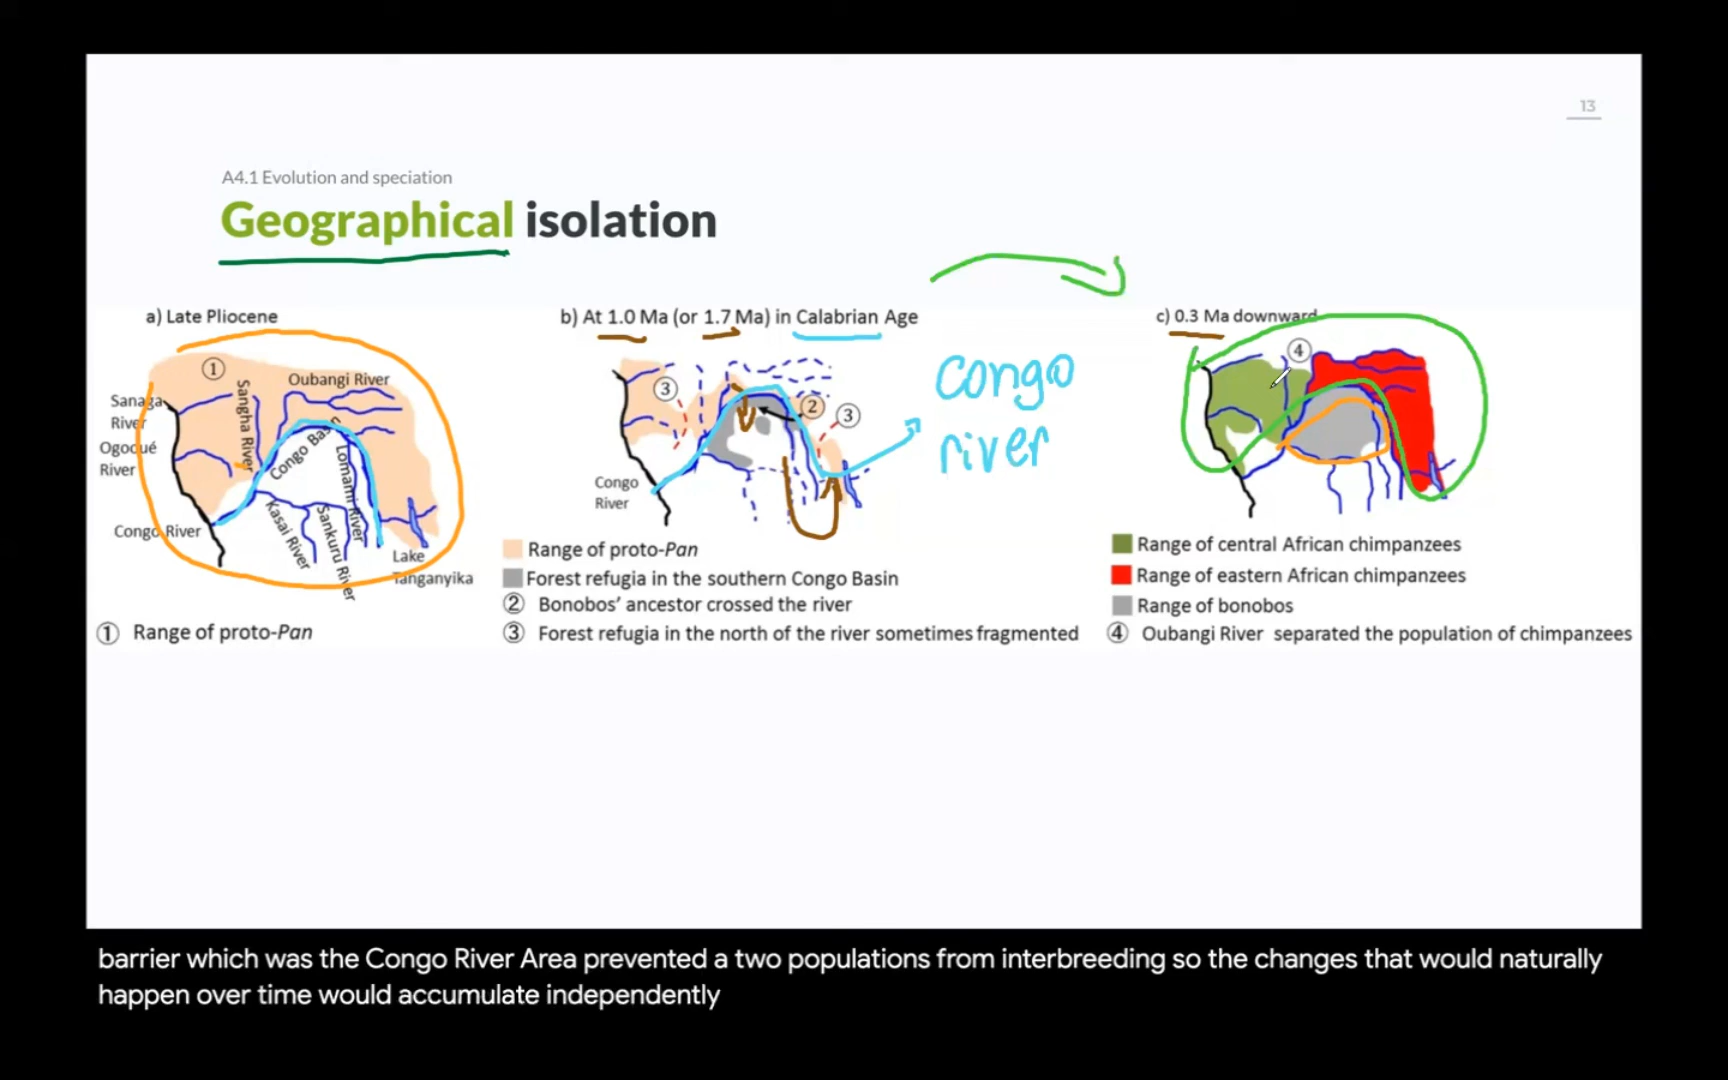 13
A4.1 Evolution and speciation
Geographical isolation
a) Late Pliocene
①
Oubangi River
Sanaga River
Sangha River
Ogooué River
Congo Basin
Lomami River
Congo River
Kasai River
Sankuru River
Lake Tanganyika
① Range of proto-Pan
b) At 1.0 Ma (or 1.7 Ma) in Calabrian Age
③
②
③
Congo River
congo
river
Range of proto-Pan
Forest refugia in the southern Congo Basin
② Bonobos' ancestor crossed the river
③ Forest refugia in the north of the river sometimes fragmented
c) 0.3 Ma downward
④
Range of central African chimpanzees
Range of eastern African chimpanzees
Range of bonobos
④ Oubangi River separated the population of chimpanzees
barrier which was the Congo River Area prevented a two populations from interbreeding so the changes that would naturally
happen over time would accumulate independently